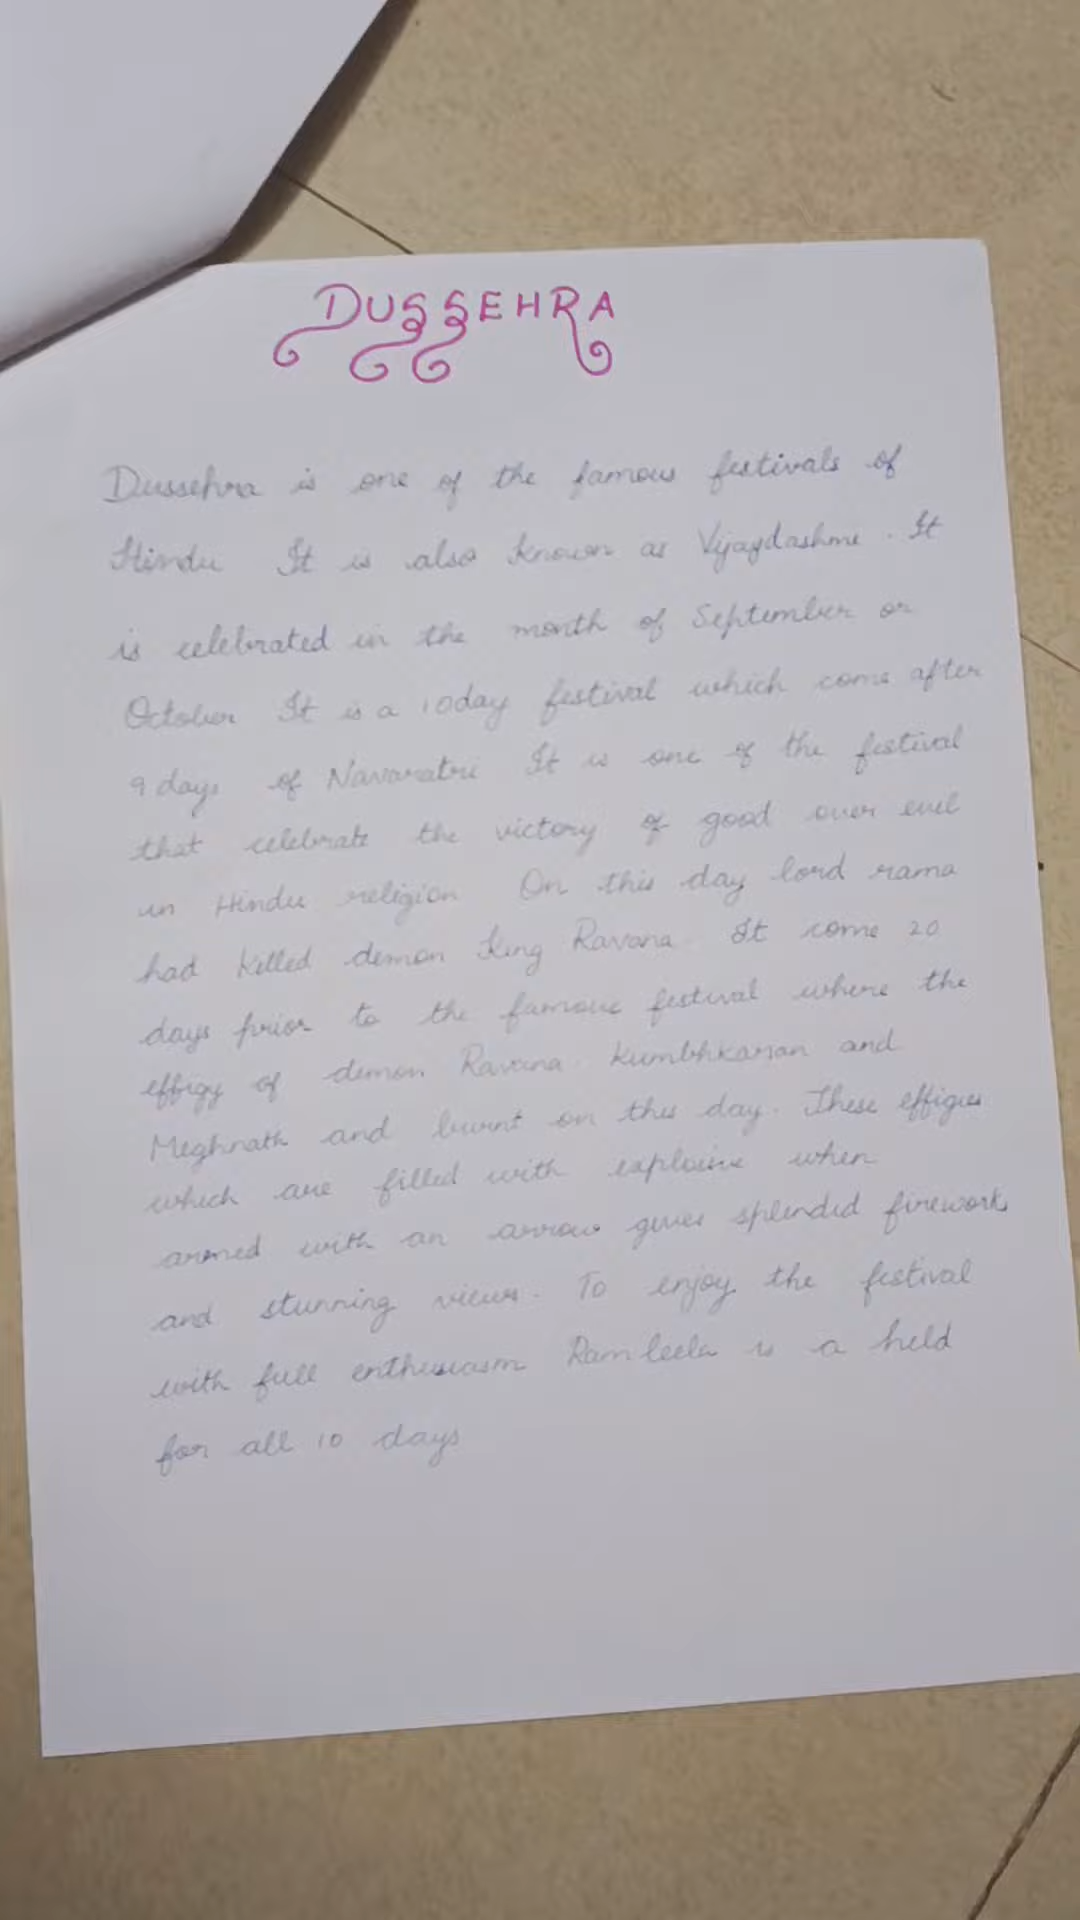 DUSSEHRA
Dussehra is one of the famous festivals of
Hindu It is also known as Vijaydashmi. It
is celebrated in the month of September or
October It is a 10day festival which come after
9 days of Navaratri It is one of the festival
that celebrate the victory of good over evil
in Hindu religion On this day lord rama
had killed demon King Ravana It come 20
days prior to the famous festival where the
effigy of demon Ravana. Kumbhkaran and
Meghnath and burnt on this day. These effigies
which are filled with explosive when
armed with an arrow gives splendid firework
and stunning views. To enjoy the festival
with full enthusiasm Ramleela is a held
for all 10 days